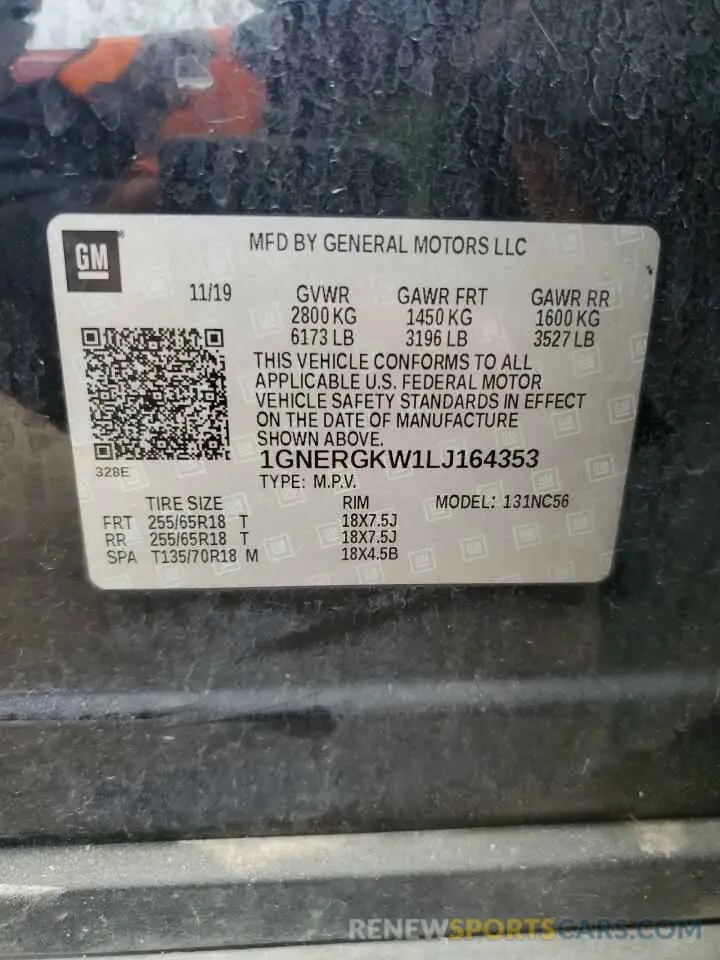 GM
MFD BY GENERAL MOTORS LLC
11/19 GVWR GAWR FRT GAWR RR
2800 KG 1450 KG 1600 KG
6173 LB 3196 LB 3527 LB
THIS VEHICLE CONFORMS TO ALL
APPLICABLE U.S. FEDERAL MOTOR
VEHICLE SAFETY STANDARDS IN EFFECT
ON THE DATE OF MANUFACTURE
SHOWN ABOVE.
328E
1GNERGKW1LJ164353
TYPE: M.P.V.
TIRE SIZE RIM MODEL: 131NC56
FRT 255/65R18 T 18X7.5J
RR 255/65R18 T 18X7.5J
SPA T135/70R18 M 18X4.5B
RENEWSPORTSCARS.COM